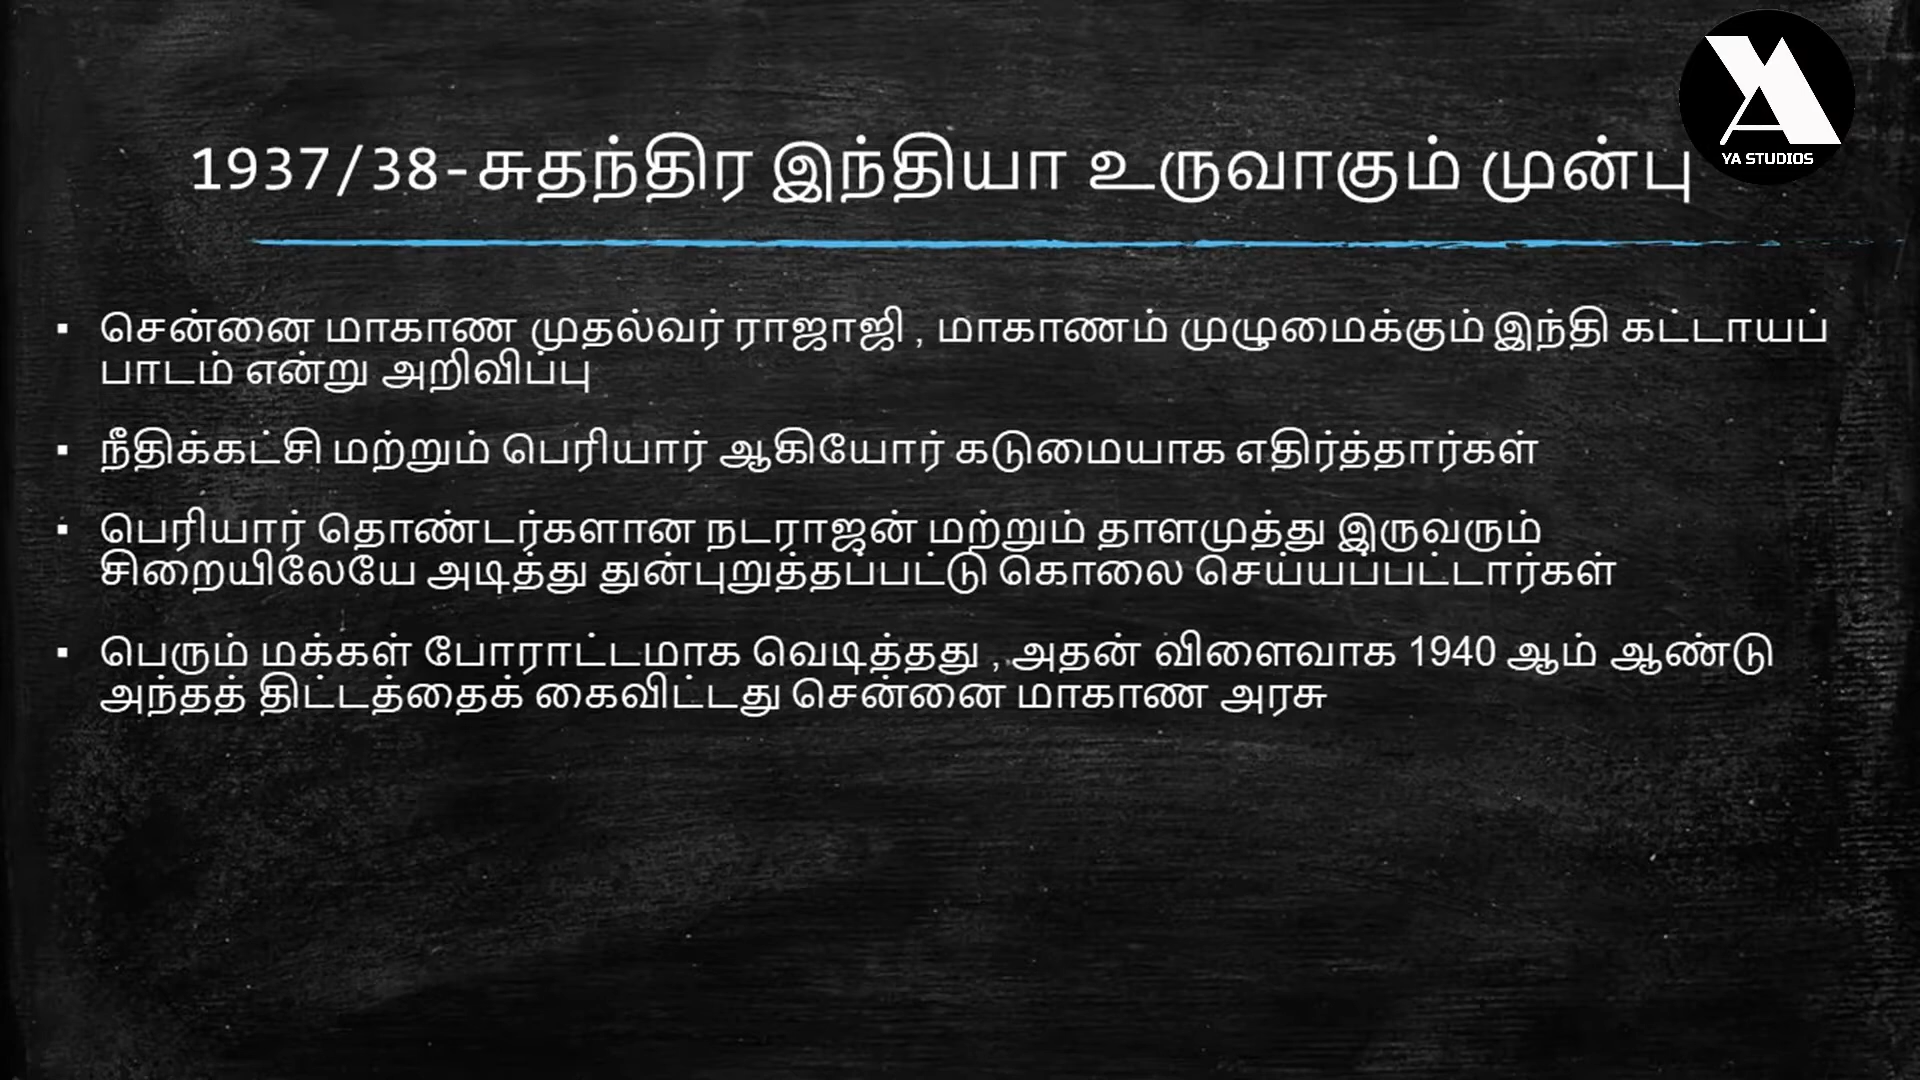 YA STUDIOS
1937/38-சுதந்திர இந்தியா உருவாகும் முன்பு
▪ சென்னை மாகாண முதல்வர் ராஜாஜி , மாகாணம் முழுமைக்கும் இந்தி கட்டாயப்
பாடம் என்று அறிவிப்பு
▪ நீதிக்கட்சி மற்றும் பெரியார் ஆகியோர் கடுமையாக எதிர்த்தார்கள்
▪ பெரியார் தொண்டர்களான நடராஜன் மற்றும் தாளமுத்து இருவரும்
சிறையிலேயே அடித்து துன்புறுத்தப்பட்டு கொலை செய்யப்பட்டார்கள்
▪ பெரும் மக்கள் போராட்டமாக வெடித்தது , அதன் விளைவாக 1940 ஆம் ஆண்டு
அந்தத் திட்டத்தைக் கைவிட்டது சென்னை மாகாண அரசு